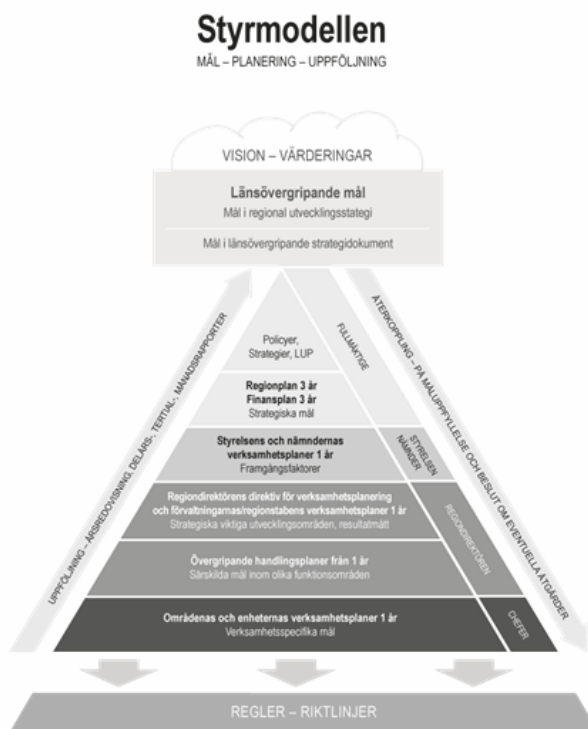 Styrmodellen
MÅL – PLANERING – UPPFÖLJNING
VISION – VÄRDERINGAR
Länsövergripande mål
Mål i regional utvecklingsstategi
Mål i länsövergripande strategidokument
UPPFÖLJNING – ÅRSREDOVISNING, DELÅRS-, TERTIAL-, MÅNADSRAPPORTER
Policyer,
Strategier, LUP
FULLMÄKTIGE
ÅTERKOPPLING – PÅ MÅLUPPFYLLELSE OCH BESLUT OM EVENTUELLA ÅTGÄRDER
Regionplan 3 år
Finansplan 3 år
Strategiska mål
Styrelsens och nämndernas
verksamhetsplaner 1 år
Framgångsfaktorer
STYRELSEN
NÄMNDER
Regiondirektörens direktiv för verksamhetsplanering
och förvaltningarnas/regionstabens verksamhetsplaner 1 år
Strategiska viktiga utvecklingsområden, resultatmått
REGIONDIREKTÖREN
Övergripande handlingsplaner från 1 år
Särskilda mål inom olika funktionsområden
Områdenas och enheternas verksamhetsplaner 1 år
Verksamhetsspecifika mål
CHEFER
REGLER – RIKTLINJER